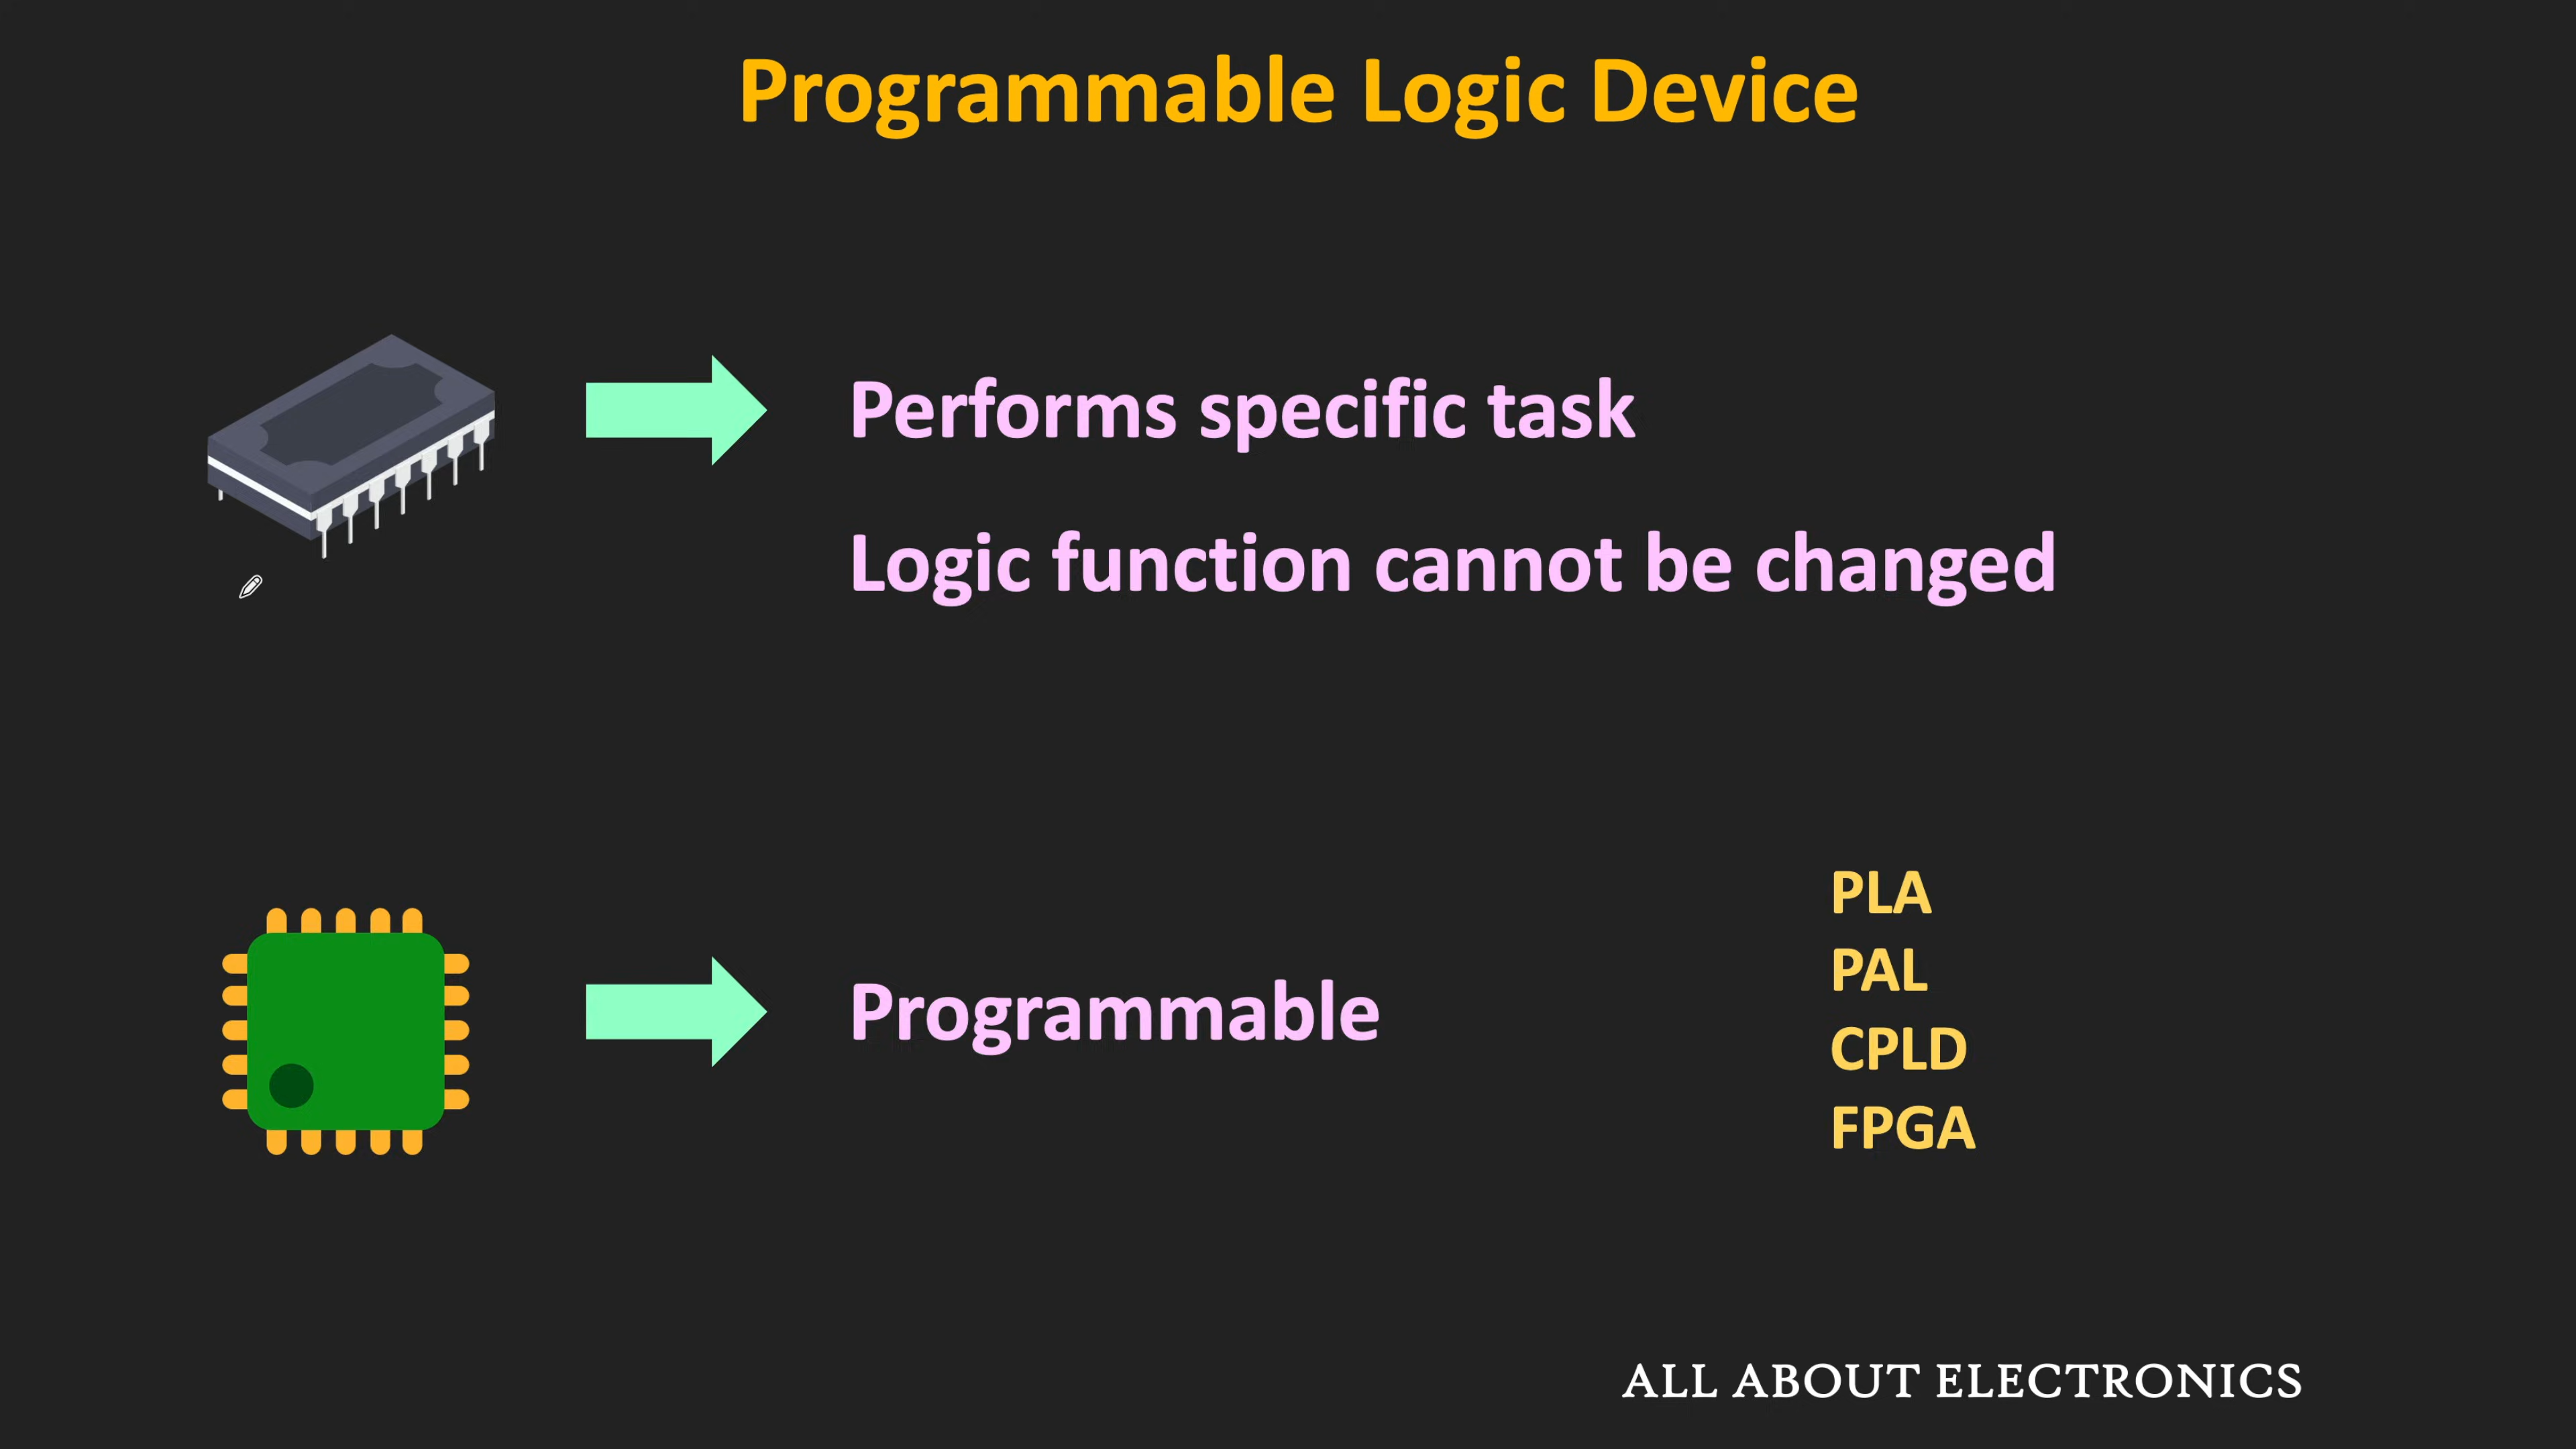 Programmable Logic Device
Performs specific task
Logic function cannot be changed
Programmable
PLA
PAL
CPLD
FPGA
ALL ABOUT ELECTRONICS